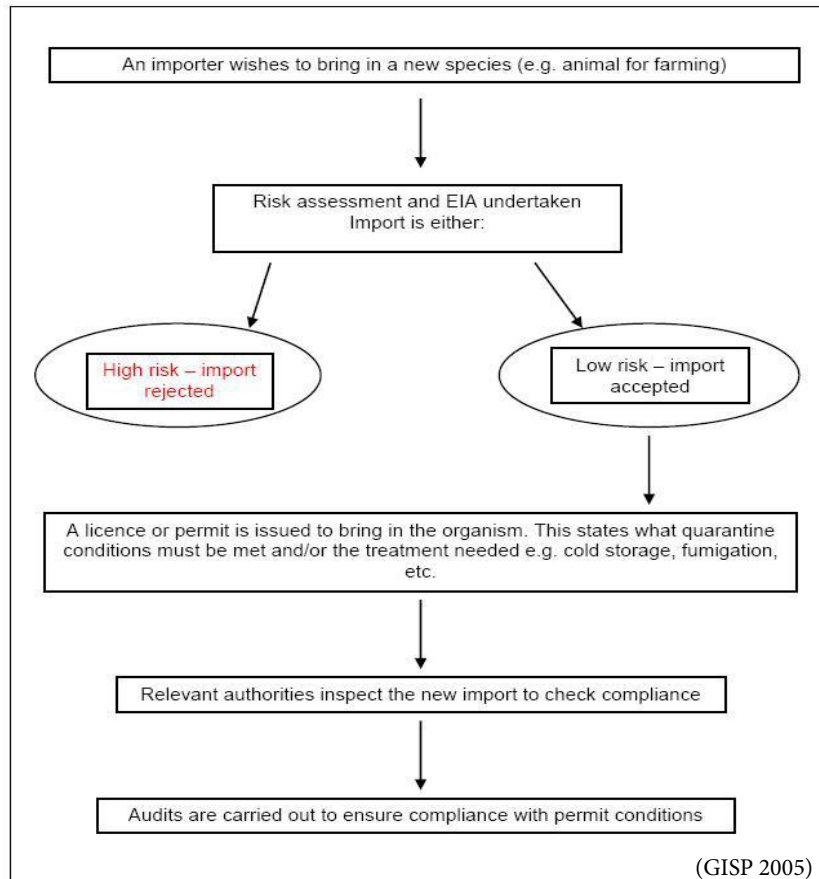 An importer wishes to bring in a new species (e.g. animal for farming)
Risk assessment and EIA undertaken
Import is either:
High risk – import
rejected
Low risk – import
accepted
A licence or permit is issued to bring in the organism. This states what quarantine
conditions must be met and/or the treatment needed e.g. cold storage, fumigation,
etc.
Relevant authorities inspect the new import to check compliance
Audits are carried out to ensure compliance with permit conditions
(GISP 2005)